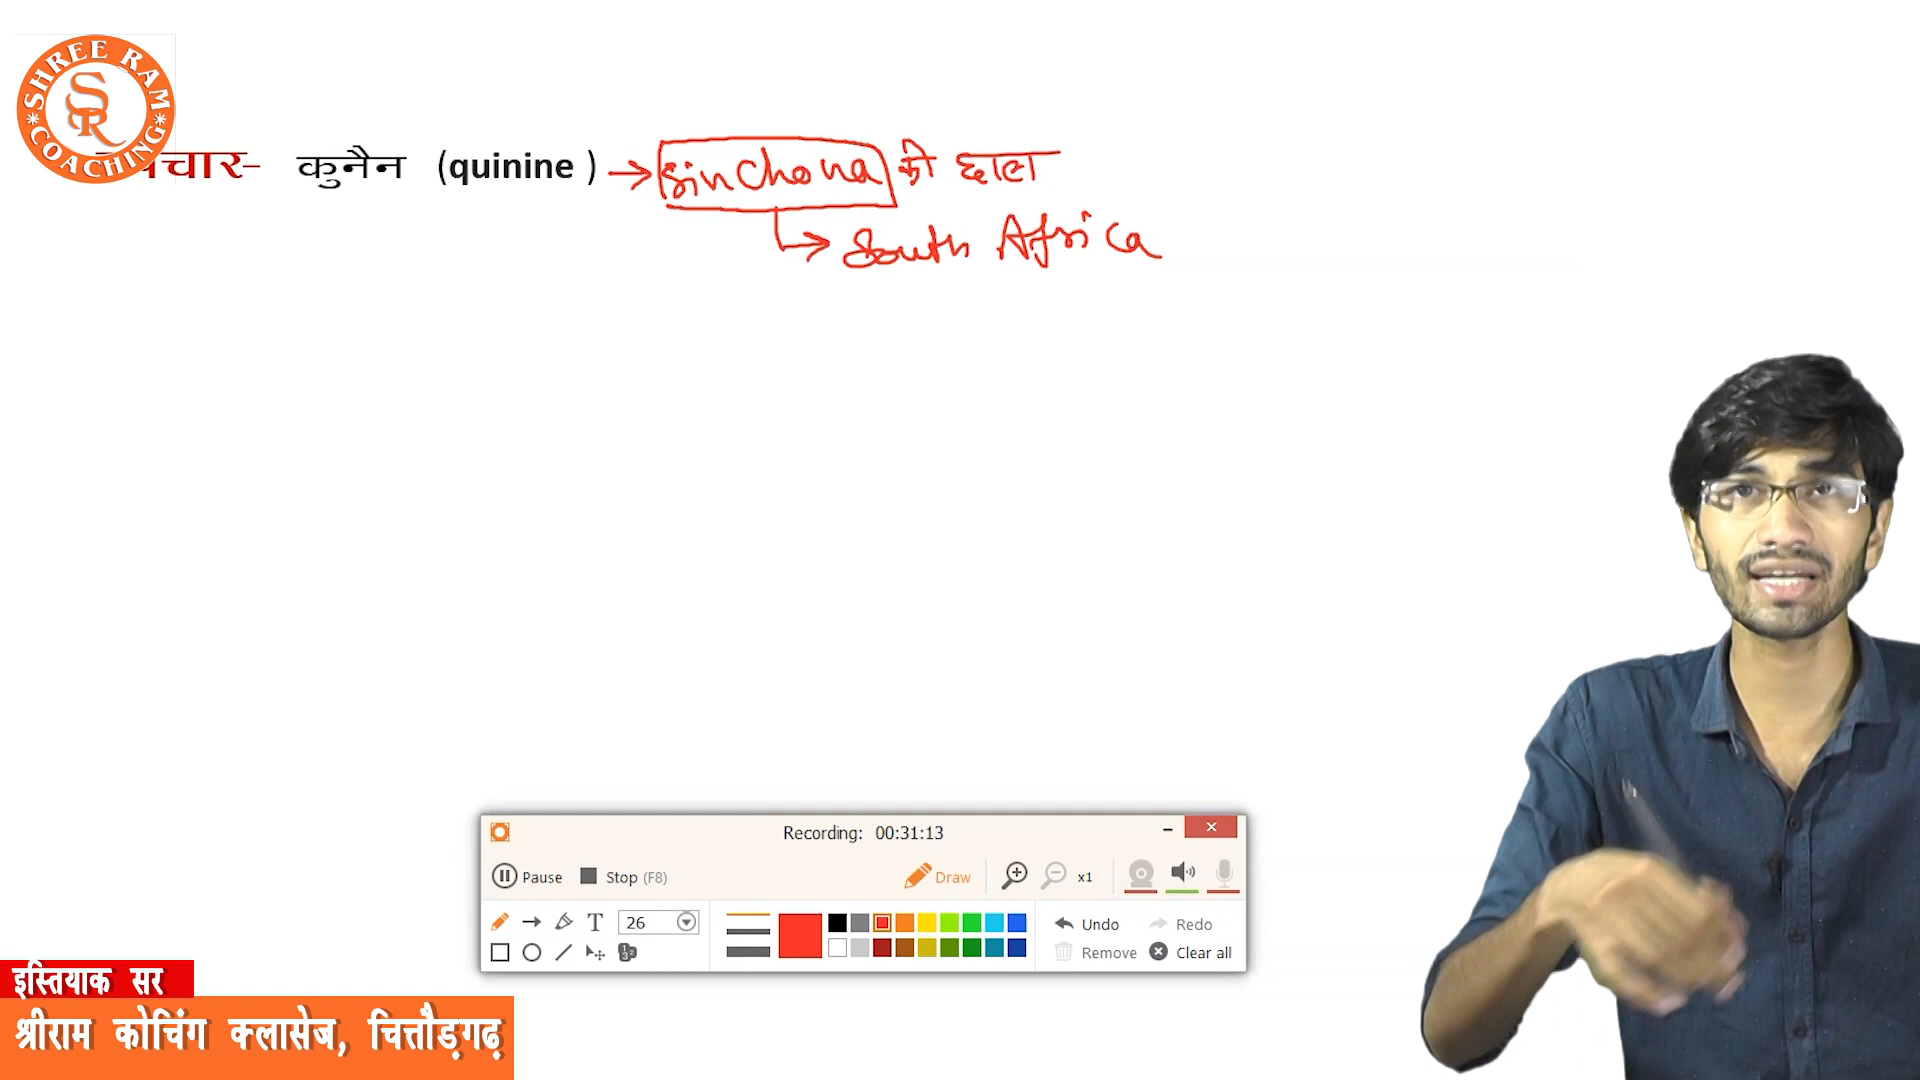 SHREE RAM COACHING
SR
चार- कुनैन (quinine ) → Sinchona की छाल
South Africa
Recording: 00:31:13
Pause Stop (F8) Draw x1
T 26 Undo Redo
Remove Clear all
इस्तियाक सर
श्रीराम कोचिंग क्लासेज, चित्तौड़गढ़